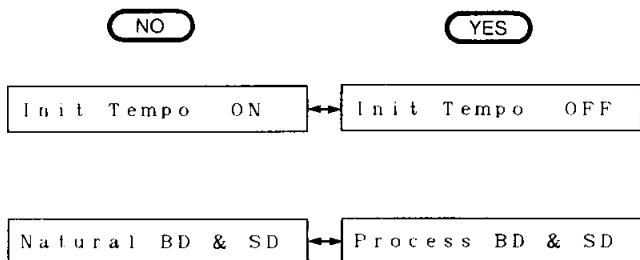 NO YES
Init Tempo ON Init Tempo OFF
Natural BD & SD Process BD & SD